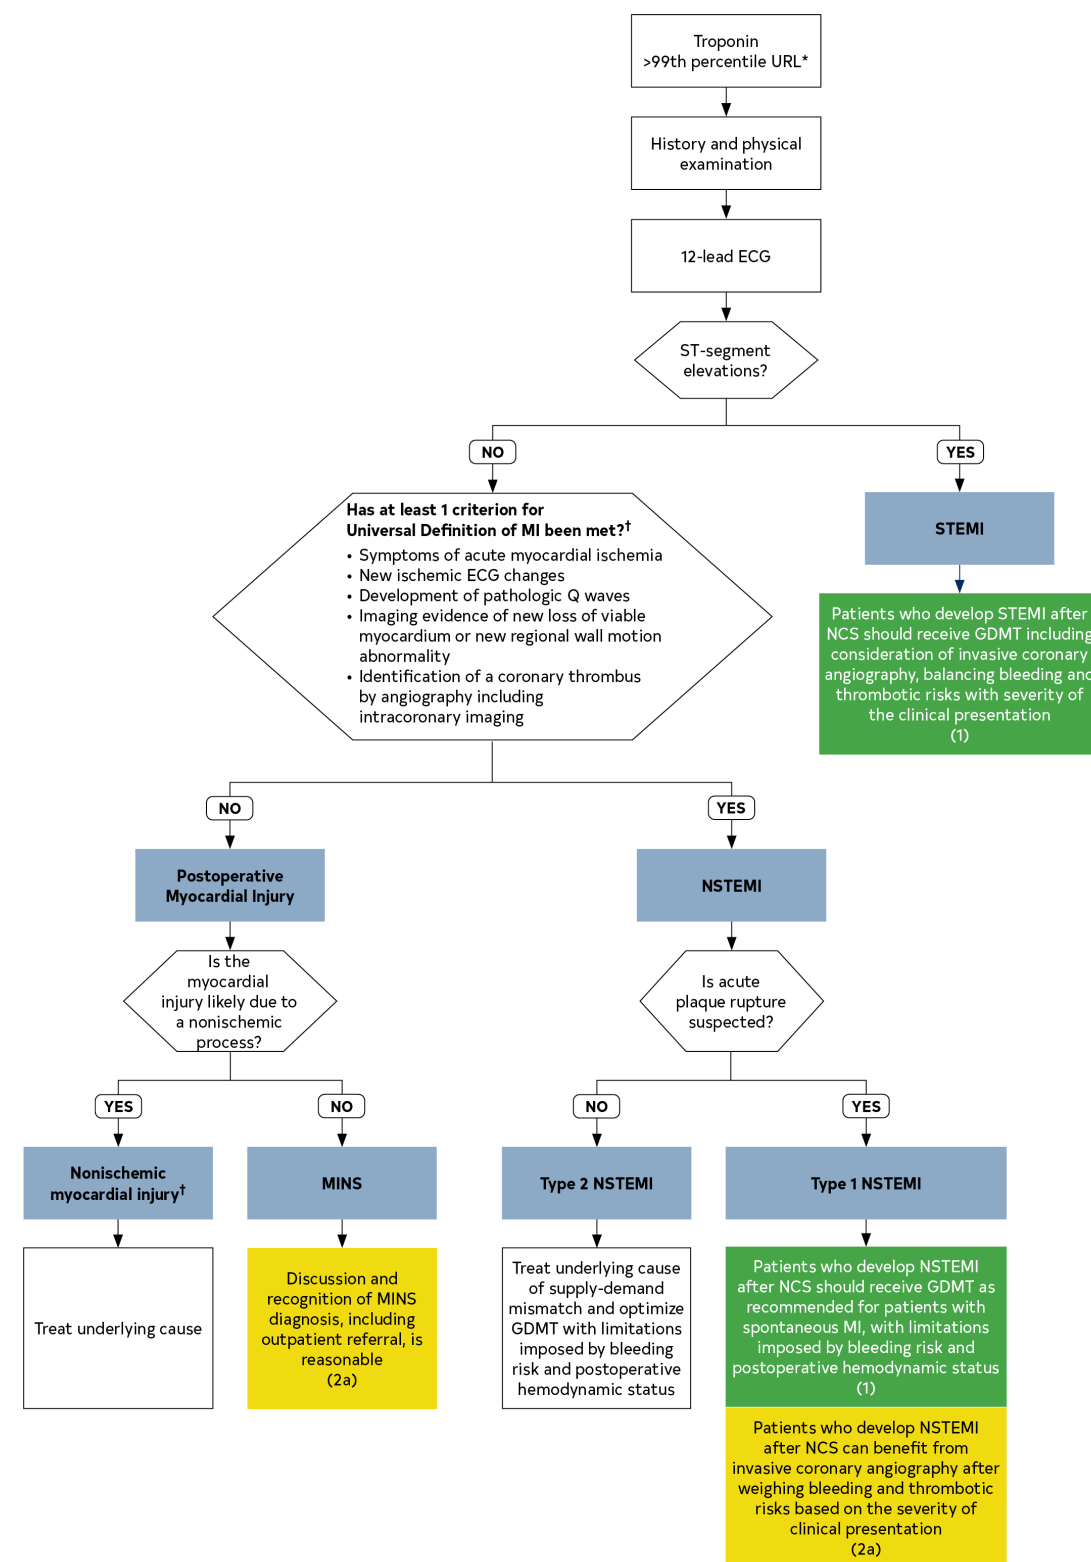 Troponin
>99th percentile URL*
History and physical
examination
12-lead ECG
ST-segment
elevations?
NO
YES
Has at least 1 criterion for
Universal Definition of MI been met?†
• Symptoms of acute myocardial ischemia
• New ischemic ECG changes
• Development of pathologic Q waves
• Imaging evidence of new loss of viable
myocardium or new regional wall motion
abnormality
• Identification of a coronary thrombus
by angiography including
intracoronary imaging
STEMI
Patients who develop STEMI after
NCS should receive GDMT including
consideration of invasive coronary
angiography, balancing bleeding and
thrombotic risks with severity of
the clinical presentation
(1)
NO
YES
Postoperative
Myocardial Injury
NSTEMI
Is the
myocardial
injury likely due to
a nonischemic
process?
Is acute
plaque rupture
suspected?
YES
NO
NO
YES
Nonischemic
myocardial injury†
MINS
Type 2 NSTEMI
Type 1 NSTEMI
Treat underlying cause
Discussion and
recognition of MINS
diagnosis, including
outpatient referral, is
reasonable
(2a)
Treat underlying cause
of supply-demand
mismatch and optimize
GDMT with limitations
imposed by bleeding
risk and postoperative
hemodynamic status
Patients who develop NSTEMI
after NCS should receive GDMT as
recommended for patients with
spontaneous MI, with limitations
imposed by bleeding risk and
postoperative hemodynamic status
(1)
Patients who develop NSTEMI
after NCS can benefit from
invasive coronary angiography after
weighing bleeding and thrombotic
risks based on the severity of
clinical presentation
(2a)